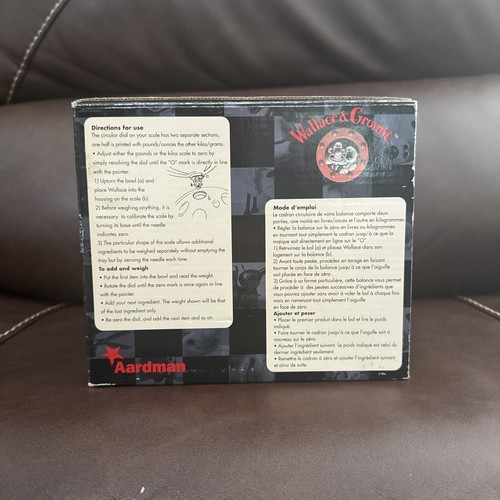 Directions for use
The circular dial on your scale has two separate sections,
one half is printed with pounds/ounces the other kilos/grams.
• Adjust either the pounds or the kilos scale to zero by
simply revolving the dial until the "O" mark is directly in line
with the pointer.
1) Upturn the bowl (a) and
place Wallace into the
housing on the scale (b).
2) Before weighing anything, it is
necessary to calibrate the scale by
turning its base until the needle
indicates zero.
3) The particular shape of the scale allows additional
ingredients to be weighed separately without emptying the
tray but by zeroing the needle each time.
To add and weigh
• Put the first item into the bowl and read the weight.
• Rotate the dial until the zero mark is once again in line
with the pointer.
• Add your next ingredient. The weight shown will be that
of the last ingredient only.
• Re-zero the dial, and add the next item and so on.
Aardman
Wallace & Gromit
Mode d'emploi
Le cadran circulaire de votre balance comporte deux
parties, une moitié en livres/onces et l'autre en kilogrammes
• Régler la balance sur le zéro en livres ou kilogrammes
en tournant tout simplement le cadran jusqu'à ce que la
marque soit directement en ligne sur le "O"
1) Retournez le bol (a) et placez Wallace dans son
logement sur la balance (b).
2) Avant toute pesée, procédez en tarage en faisant
tourner le corps de la balance jusqu'à ce que l'aiguille
soit placée en face de zéro.
3) Grâce à sa forme particulière, cette balance vous permet
de procéder à des pesées successives d'ingrédients que
vous pouvez ajouter sans avoir à vider le bol à chaque fois
mais en ramenant tout simplement l'aiguille
en face de zéro.
Ajouter et peser
• Placer le premier produit dans le bol et lire le poids
indiqué.
• Faire tourner le cadran jusqu'à ce que l'aiguille soit à
nouveau sur le zéro.
• Ajouter l'ingrédient suivant. Le poids indiqué est celui du
dernier ingrédient seulement.
• Remettre le cadran à zéro et ajouter l'ingrédient suivant
et ainsi de suite.